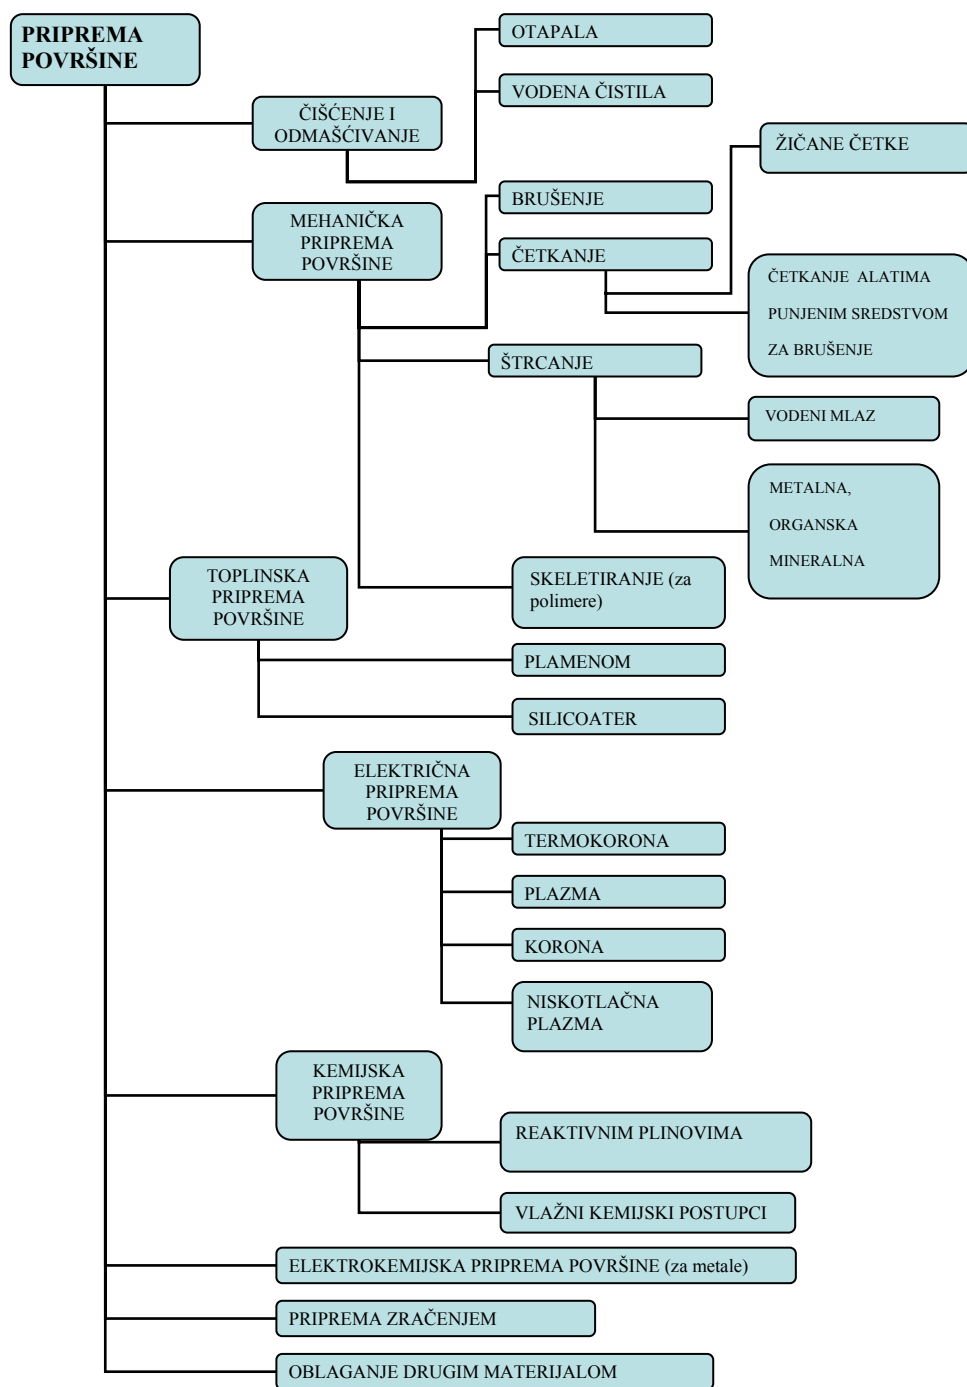 PRIPREMA
POVRŠINE
OTAPALA
VODENA ČISTILA
ČIŠĆENJE I
ODMAŠĆIVANJE
ŽIČANE ČETKE
BRUŠENJE
MEHANIČKA
PRIPREMA
POVRŠINE
ČETKANJE
ČETKANJE ALATIMA
PUNJENIM SREDSTVOM
ZA BRUŠENJE
ŠTRCANJE
VODENI MLAZ
METALNA,
ORGANSKA
MINERALNA
SKELETIRANJE (za
polimere)
TOPLINSKA
PRIPREMA
POVRŠINE
PLAMENOM
SILICOATER
ELEKTRIČNA
PRIPREMA
POVRŠINE
TERMOKORONA
PLAZMA
KORONA
NISKOTLAČNA
PLAZMA
KEMIJSKA
PRIPREMA
POVRŠINE
REAKTIVNIM PLINOVIMA
VLAŽNI KEMIJSKI POSTUPCI
ELEKTROKEMIJSKA PRIPREMA POVRŠINE (za metale)
PRIPREMA ZRAČENJEM
OBLAGANJE DRUGIM MATERIJALOM